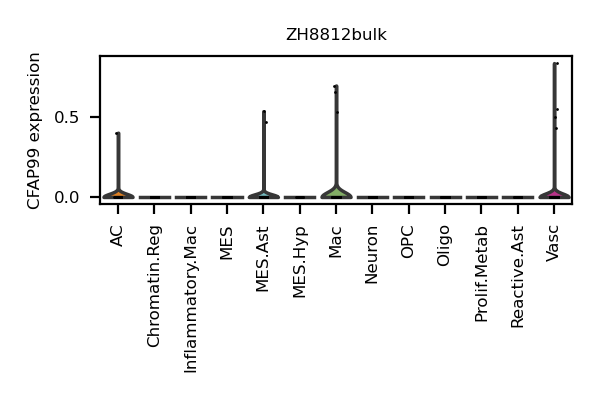 ZH8812bulk
CFAP99 expression
0.5
0.0
AC
Chromatin.Reg
Inflammatory.Mac
MES
MES.Ast
MES.Hyp
Mac
Neuron
OPC
Oligo
Prolif.Metab
Reactive.Ast
Vasc